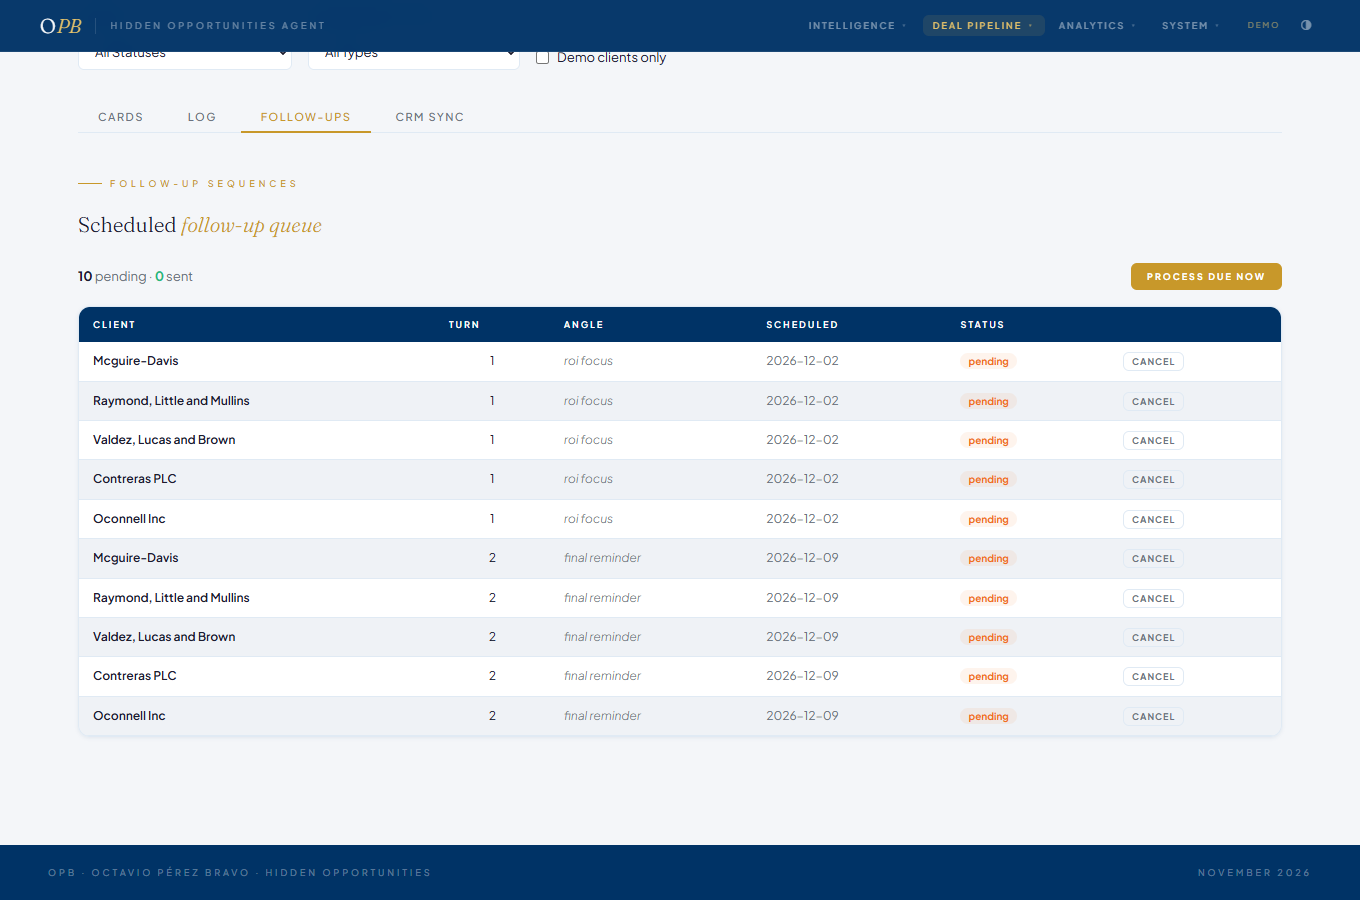 OPB HIDDEN OPPORTUNITIES AGENT INTELLIGENCE DEAL PIPELINE ANALYTICS SYSTEM DEMO
All Statuses All Types Demo clients only
CARDS LOG FOLLOW-UPS CRM SYNC
FOLLOW-UP SEQUENCES
Scheduled follow-up queue
10 pending · 0 sent PROCESS DUE NOW
CLIENT TURN ANGLE SCHEDULED STATUS
Mcguire-Davis 1 roi focus 2026-12-02 pending CANCEL
Raymond, Little and Mullins 1 roi focus 2026-12-02 pending CANCEL
Valdez, Lucas and Brown 1 roi focus 2026-12-02 pending CANCEL
Contreras PLC 1 roi focus 2026-12-02 pending CANCEL
Oconnell Inc 1 roi focus 2026-12-02 pending CANCEL
Mcguire-Davis 2 final reminder 2026-12-09 pending CANCEL
Raymond, Little and Mullins 2 final reminder 2026-12-09 pending CANCEL
Valdez, Lucas and Brown 2 final reminder 2026-12-09 pending CANCEL
Contreras PLC 2 final reminder 2026-12-09 pending CANCEL
Oconnell Inc 2 final reminder 2026-12-09 pending CANCEL
OPB · OCTAVIO PÉREZ BRAVO · HIDDEN OPPORTUNITIES NOVEMBER 2026